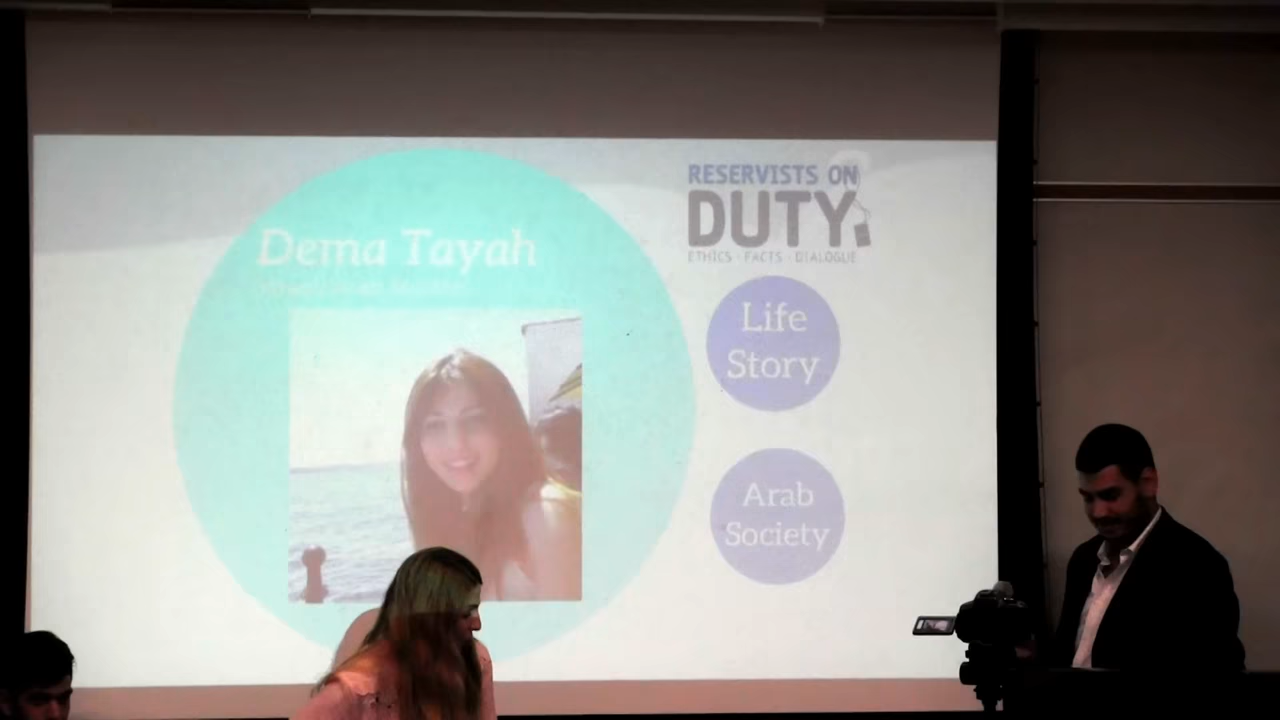 Dema Tayah
RESERVISTS ON
DUTY
ETHICS · FACTS · DIALOGUE
Life
Story
Arab
Society